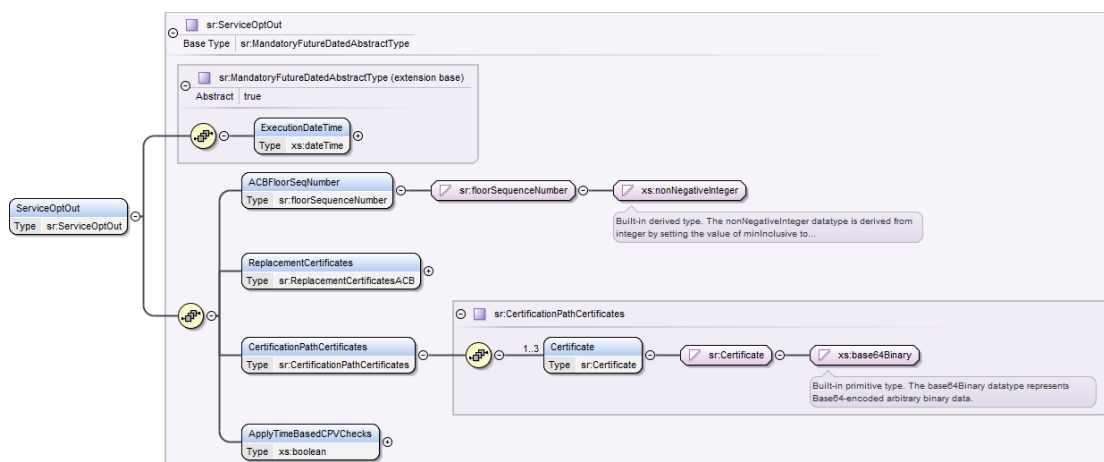 sr:ServiceOptOut
Base Type sr:MandatoryFutureDatedAbstractType
sr:MandatoryFutureDatedAbstractType (extension base)
Abstract true
ExecutionDateTime
Type xs:dateTime
ACBFloorSeqNumber
Type sr:floorSequenceNumber
sr:floorSequenceNumber
xs:nonNegativeInteger
Built-in derived type. The nonNegativeInteger datatype is derived from
integer by setting the value of minInclusive to...
ServiceOptOut
Type sr:ServiceOptOut
ReplacementCertificates
Type sr:ReplacementCertificatesACB
sr:CertificationPathCertificates
CertificationPathCertificates
Type sr:CertificationPathCertificates
1..3
Certificate
Type sr:Certificate
sr:Certificate
xs:base64Binary
Built-in primitive type. The base64Binary datatype represents
Base64-encoded arbitrary binary data.
ApplyTimeBasedCPVChecks
Type xs:boolean